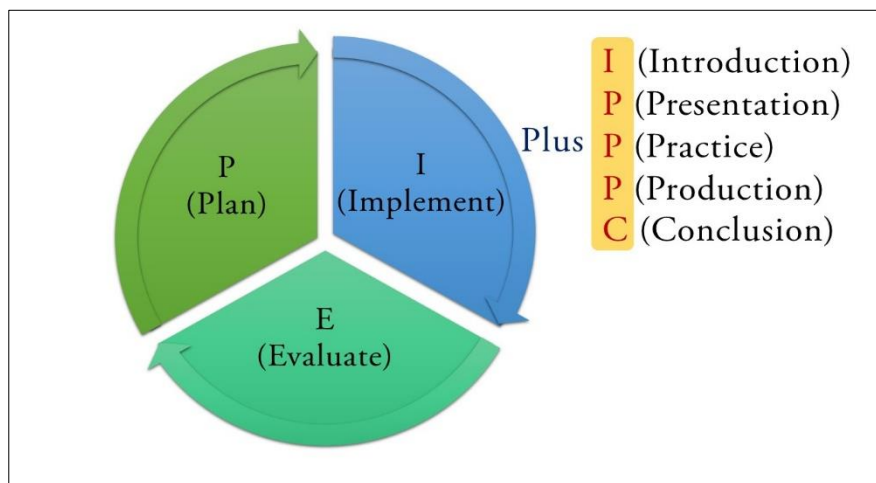 P
(Plan)
I
(Implement)
E
(Evaluate)
Plus
I (Introduction)
P (Presentation)
P (Practice)
P (Production)
C (Conclusion)